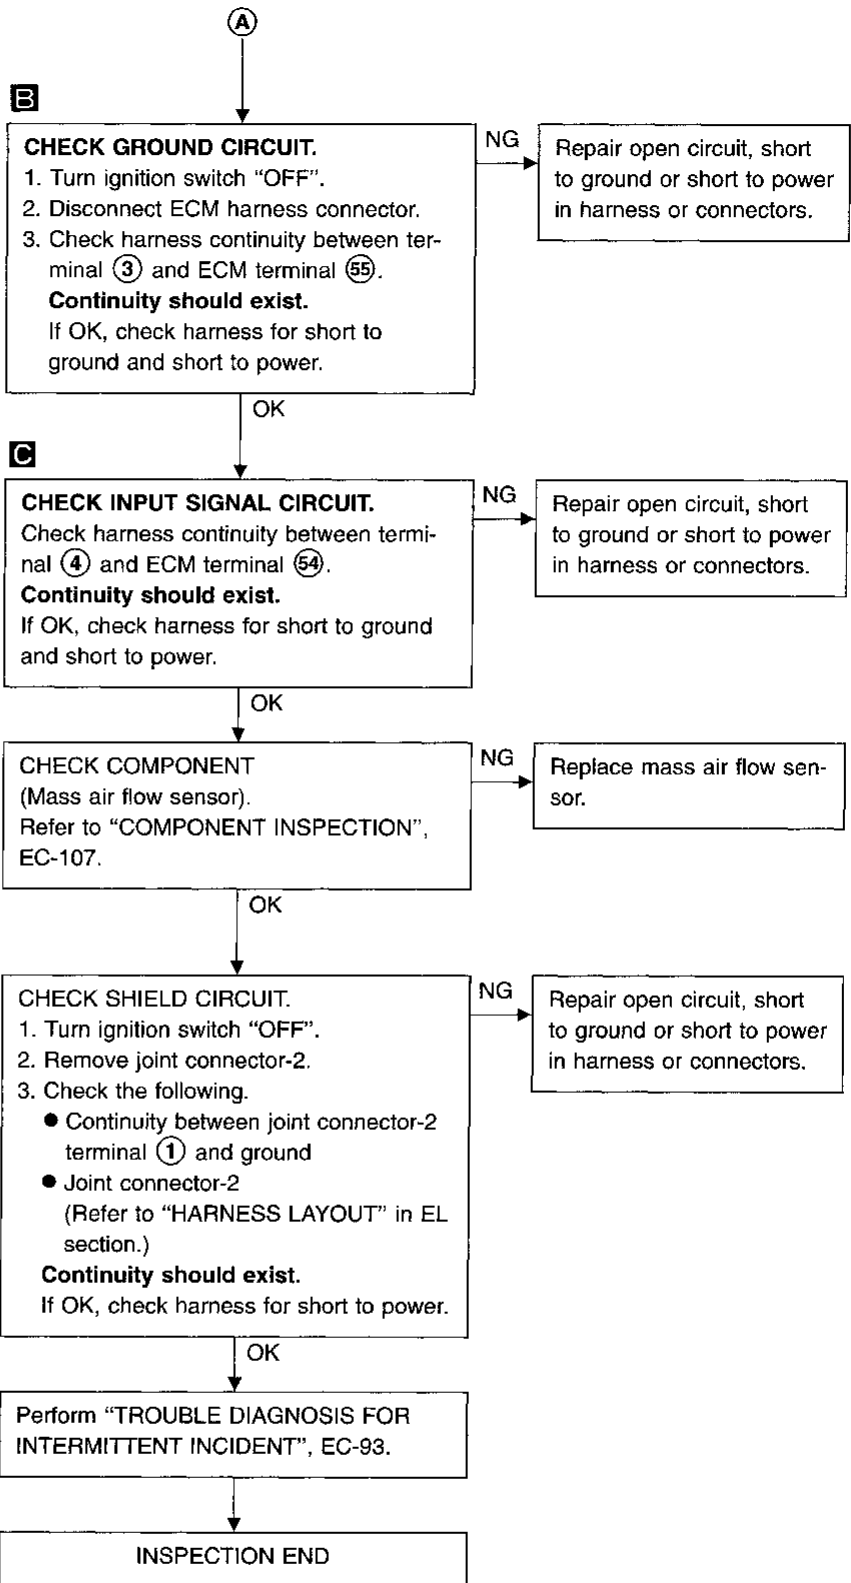 A
B
CHECK GROUND CIRCUIT.
1. Turn ignition switch “OFF”.
2. Disconnect ECM harness connector.
3. Check harness continuity between ter-
minal ③ and ECM terminal 55.
Continuity should exist.
If OK, check harness for short to
ground and short to power.
NG
Repair open circuit, short
to ground or short to power
in harness or connectors.
OK
C
CHECK INPUT SIGNAL CIRCUIT.
Check harness continuity between termi-
nal ④ and ECM terminal 54.
Continuity should exist.
If OK, check harness for short to ground
and short to power.
NG
Repair open circuit, short
to ground or short to power
in harness or connectors.
OK
CHECK COMPONENT
(Mass air flow sensor).
Refer to “COMPONENT INSPECTION”,
EC-107.
NG
Replace mass air flow sen-
sor.
OK
CHECK SHIELD CIRCUIT.
1. Turn ignition switch “OFF”.
2. Remove joint connector-2.
3. Check the following.
● Continuity between joint connector-2
terminal ① and ground
● Joint connector-2
(Refer to “HARNESS LAYOUT” in EL
section.)
Continuity should exist.
If OK, check harness for short to power.
NG
Repair open circuit, short
to ground or short to power
in harness or connectors.
OK
Perform “TROUBLE DIAGNOSIS FOR
INTERMITTENT INCIDENT”, EC-93.
INSPECTION END